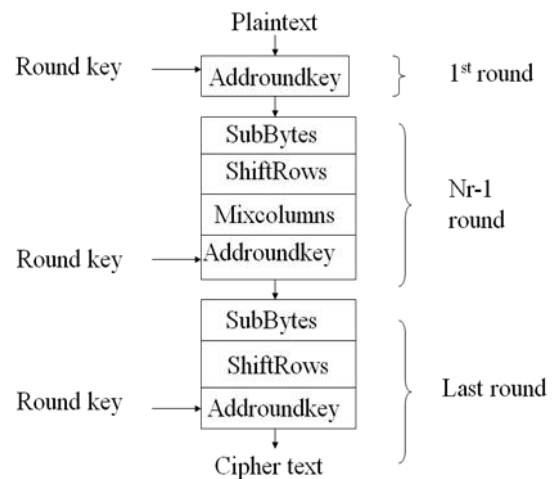 Plaintext
Round key
Addroundkey
1st round
SubBytes
ShiftRows
Mixcolumns
Nr-1
round
Round key
Addroundkey
SubBytes
ShiftRows
Last round
Round key
Addroundkey
Cipher text